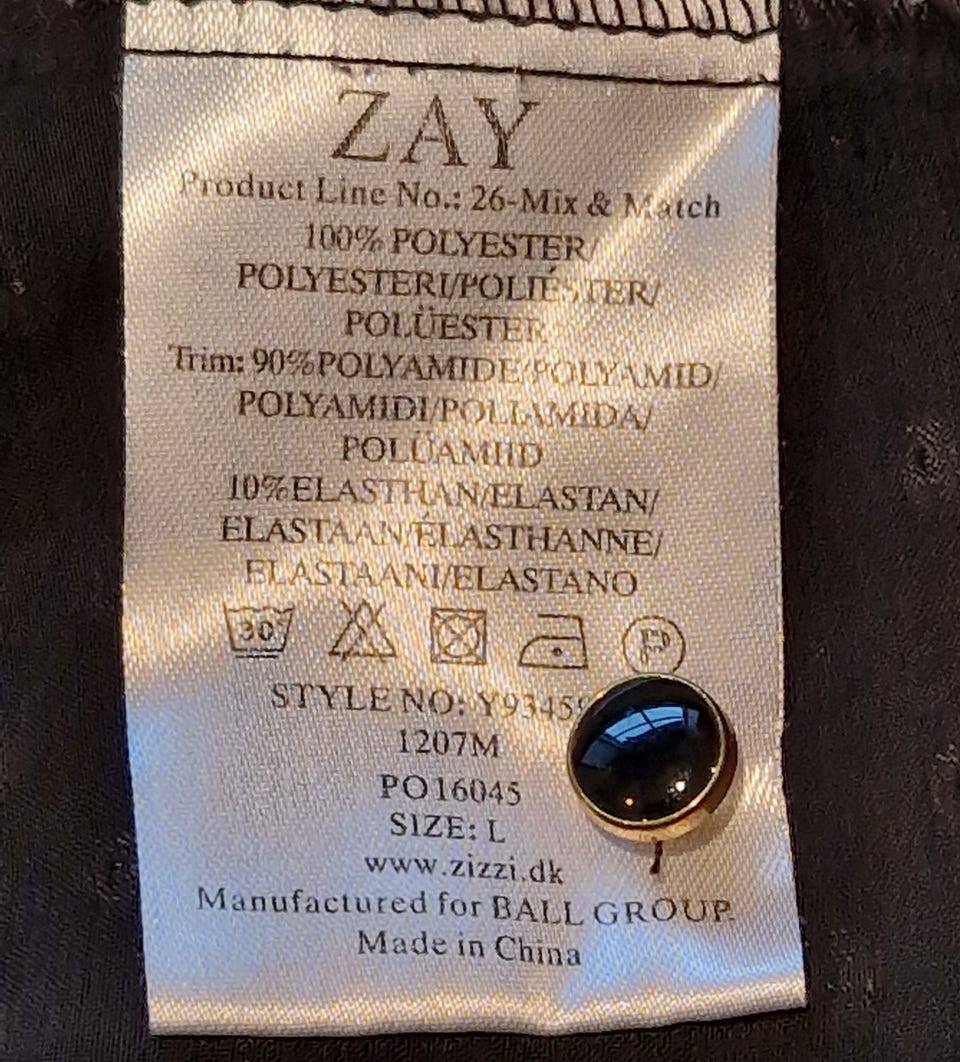 ZAY
Product Line No.: 26-Mix & Match
100% POLYESTER/
POLYESTERI/POLIÉSTER/
POLÜESTER
Trim: 90%POLYAMIDE/POLYAMID/
POLYAMIDI/POLIAMIDA/
POLÜAMIID
10%ELASTHAN/ELASTAN/
ELASTAAN/ÉLASTHANNE/
ELASTAANI/ELASTANO
30 P
STYLE NO:
1207M
PO16045
SIZE: L
www.zizzi.dk
Manufactured for BALL GROUP
Made in China